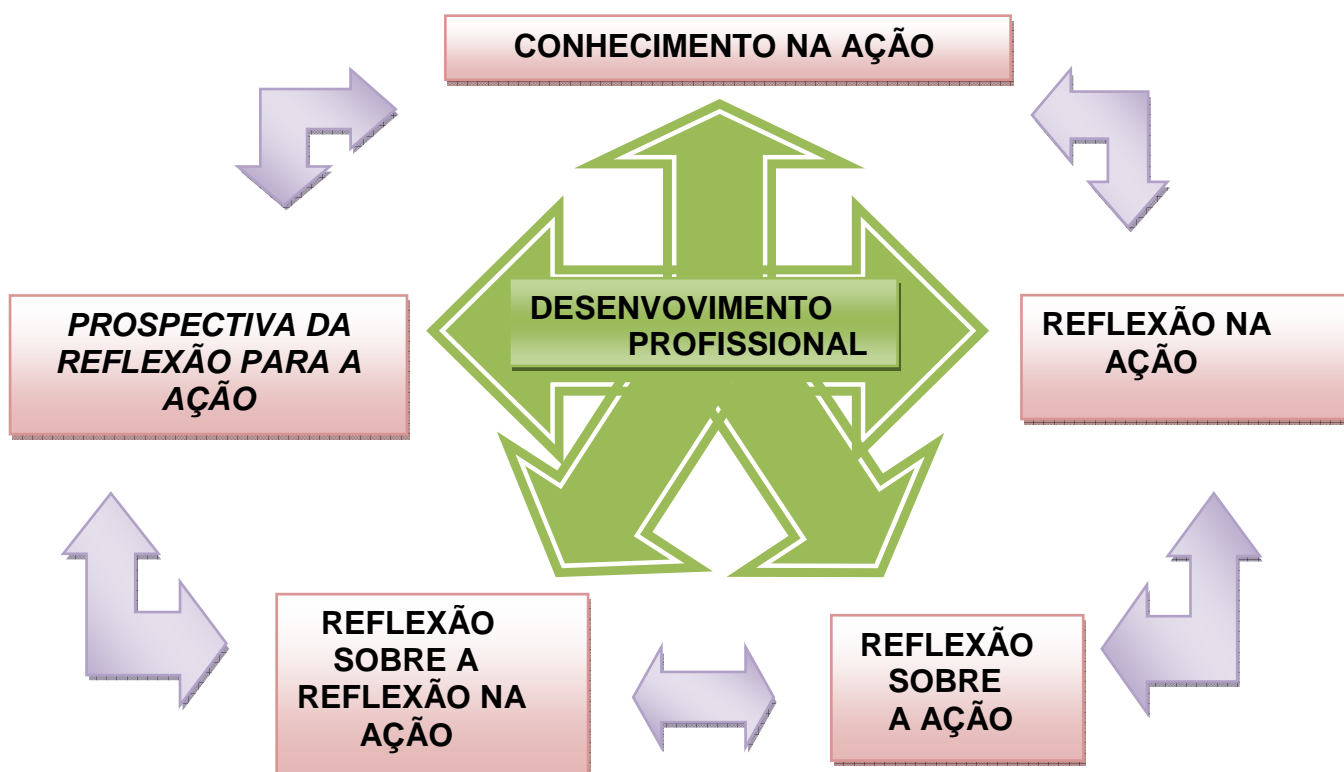 CONHECIMENTO NA AÇÃO
DESENVOVIMENTO
PROFISSIONAL
PROSPECTIVA DA
REFLEXÃO PARA A
AÇÃO
REFLEXÃO NA
AÇÃO
REFLEXÃO
SOBRE A
REFLEXÃO NA
AÇÃO
REFLEXÃO
SOBRE
A AÇÃO